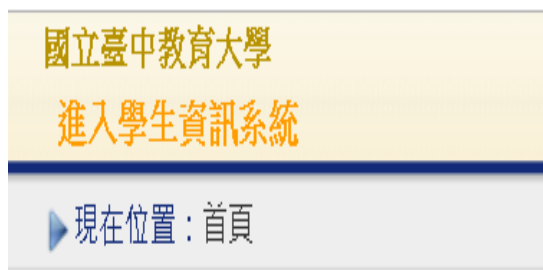 國立臺中教育大學
進入學生資訊系統
現在位置：首頁